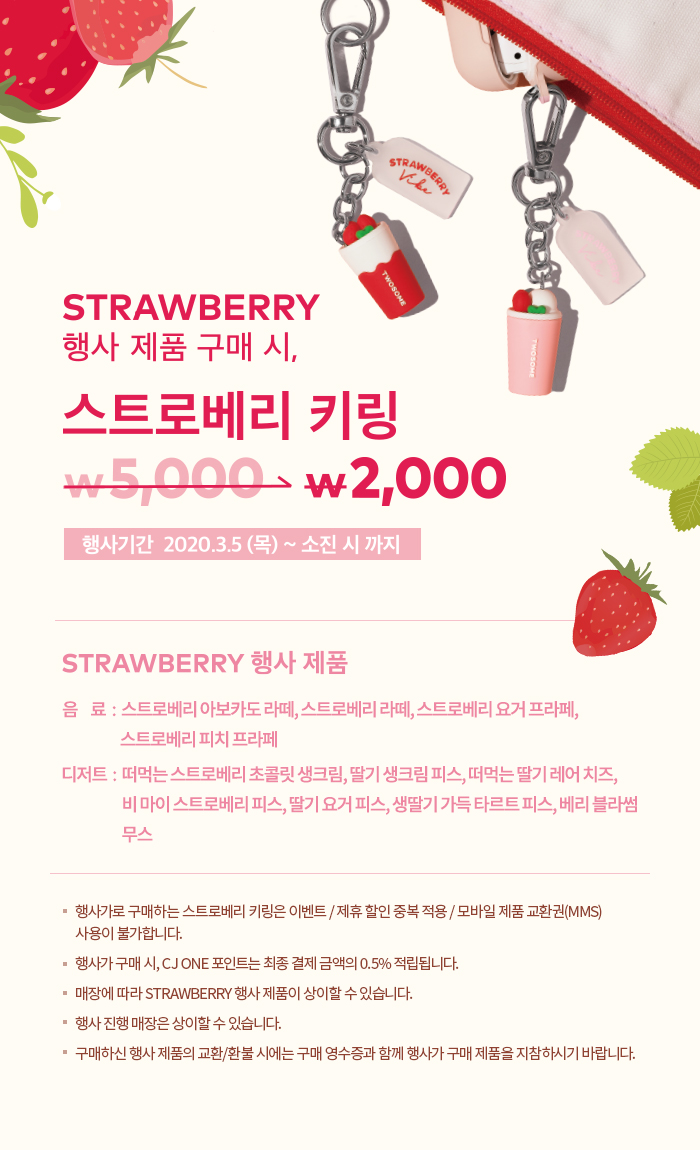 STRAWBERRY
Vibe
TWOSOME
TWOSOME
STRAWBERRY
행사 제품 구매 시,
스트로베리 키링
₩5,000 → ₩2,000
행사기간 2020.3.5 (목) ~ 소진 시 까지
STRAWBERRY 행사 제품
음 료 : 스트로베리 아보카도 라떼, 스트로베리 라떼, 스트로베리 요거 프라페,
스트로베리 피치 프라페
디저트 : 떠먹는 스트로베리 초콜릿 생크림, 딸기 생크림 피스, 떠먹는 딸기 레어 치즈,
비 마이 스트로베리 피스, 딸기 요거 피스, 생딸기 가득 타르트 피스, 베리 블라썸
무스
▪ 행사가로 구매하는 스트로베리 키링은 이벤트 / 제휴 할인 중복 적용 / 모바일 제품 교환권(MMS)
사용이 불가합니다.
▪ 행사가 구매 시, CJ ONE 포인트는 최종 결제 금액의 0.5% 적립됩니다.
▪ 매장에 따라 STRAWBERRY 행사 제품이 상이할 수 있습니다.
▪ 행사 진행 매장은 상이할 수 있습니다.
▪ 구매하신 행사 제품의 교환/환불 시에는 구매 영수증과 함께 행사가 구매 제품을 지참하시기 바랍니다.